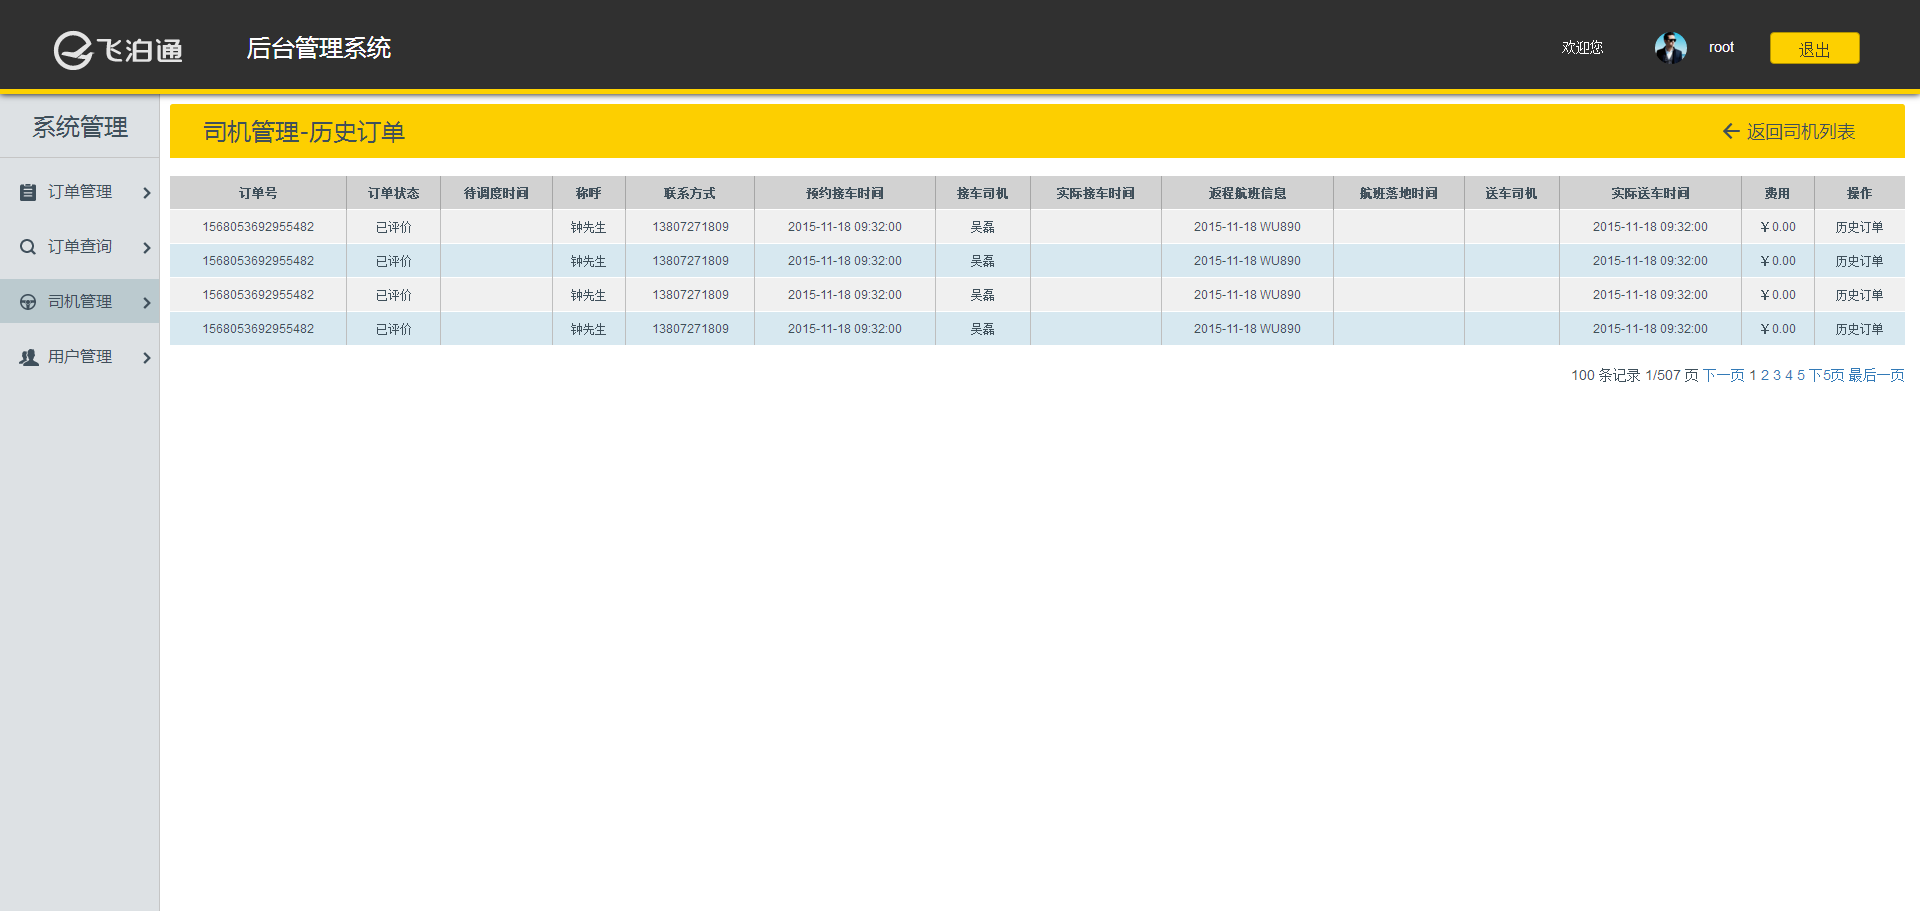 飞泊通 后台管理系统 欢迎您 root 退出
系统管理
订单管理
订单查询
司机管理
用户管理
司机管理-历史订单 返回司机列表
订单号 订单状态 待调度时间 称呼 联系方式 预约接车时间 接车司机 实际接车时间 返程航班信息 航班落地时间 送车司机 实际送车时间 费用 操作
1568053692955482 已评价 钟先生 13807271809 2015-11-18 09:32:00 吴磊 2015-11-18 WU890 2015-11-18 09:32:00 ¥0.00 历史订单
1568053692955482 已评价 钟先生 13807271809 2015-11-18 09:32:00 吴磊 2015-11-18 WU890 2015-11-18 09:32:00 ¥0.00 历史订单
1568053692955482 已评价 钟先生 13807271809 2015-11-18 09:32:00 吴磊 2015-11-18 WU890 2015-11-18 09:32:00 ¥0.00 历史订单
1568053692955482 已评价 钟先生 13807271809 2015-11-18 09:32:00 吴磊 2015-11-18 WU890 2015-11-18 09:32:00 ¥0.00 历史订单
100 条记录 1/507 页 下一页 1 2 3 4 5 下5页 最后一页